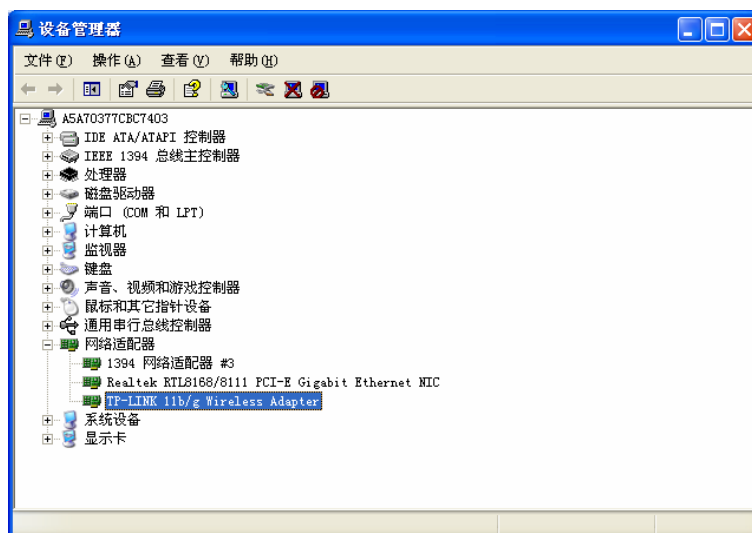 设备管理器
文件(F) 操作(A) 查看(V) 帮助(H)
A5A70377CBC7403
IDE ATA/ATAPI 控制器
IEEE 1394 总线主控制器
处理器
磁盘驱动器
端口 (COM 和 LPT)
计算机
监视器
键盘
声音、视频和游戏控制器
鼠标和其它指针设备
通用串行总线控制器
网络适配器
1394 网络适配器 #3
Realtek RTL8168/8111 PCI-E Gigabit Ethernet NIC
TP-LINK 11b/g Wireless Adapter
系统设备
显示卡